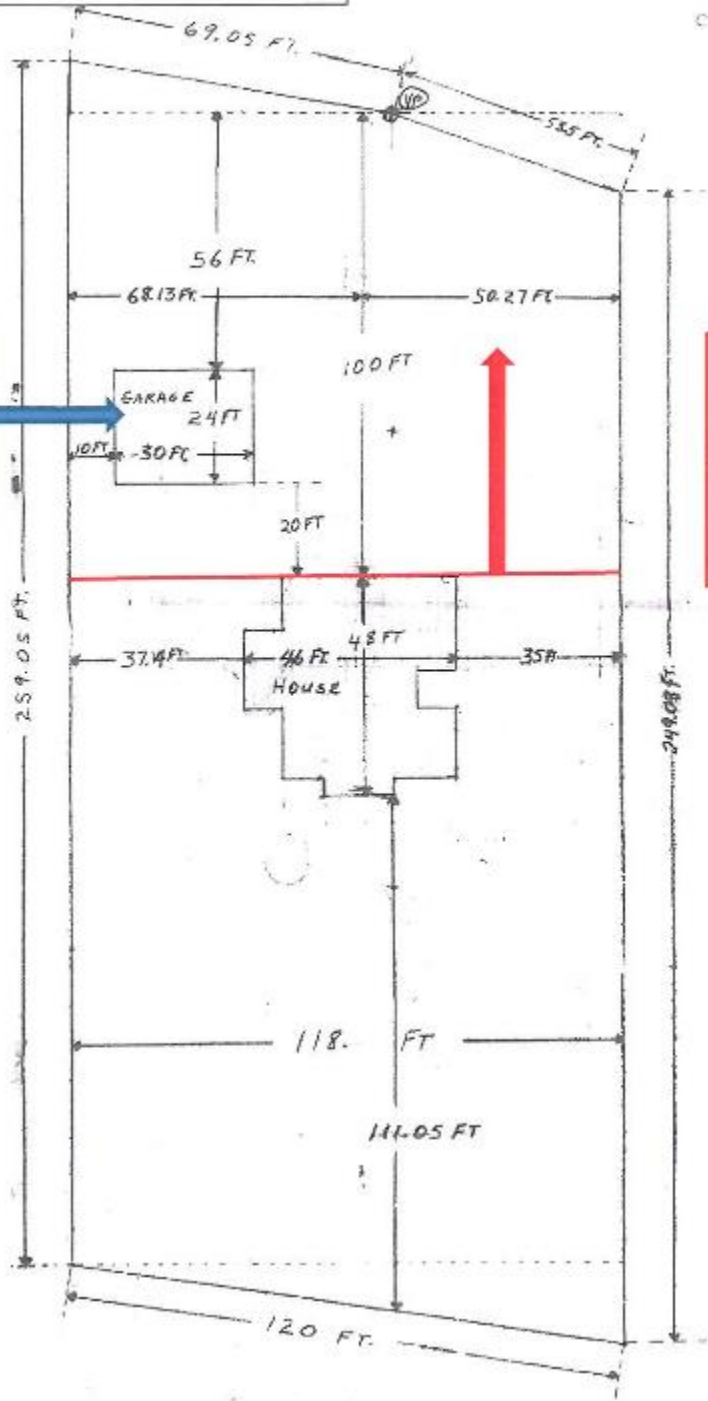 69.05 FT.
VP
53.5 FT.
56 FT.
68.13 FT.
50.27 FT
100 FT
GARAGE
24 FT
10 FT
30 FT
20 FT
259.05 FT.
48 FT
37.14 FT
46 FT
35 FT
HOUSE
249.08 FT.
118. FT
111.05 FT
120 FT.